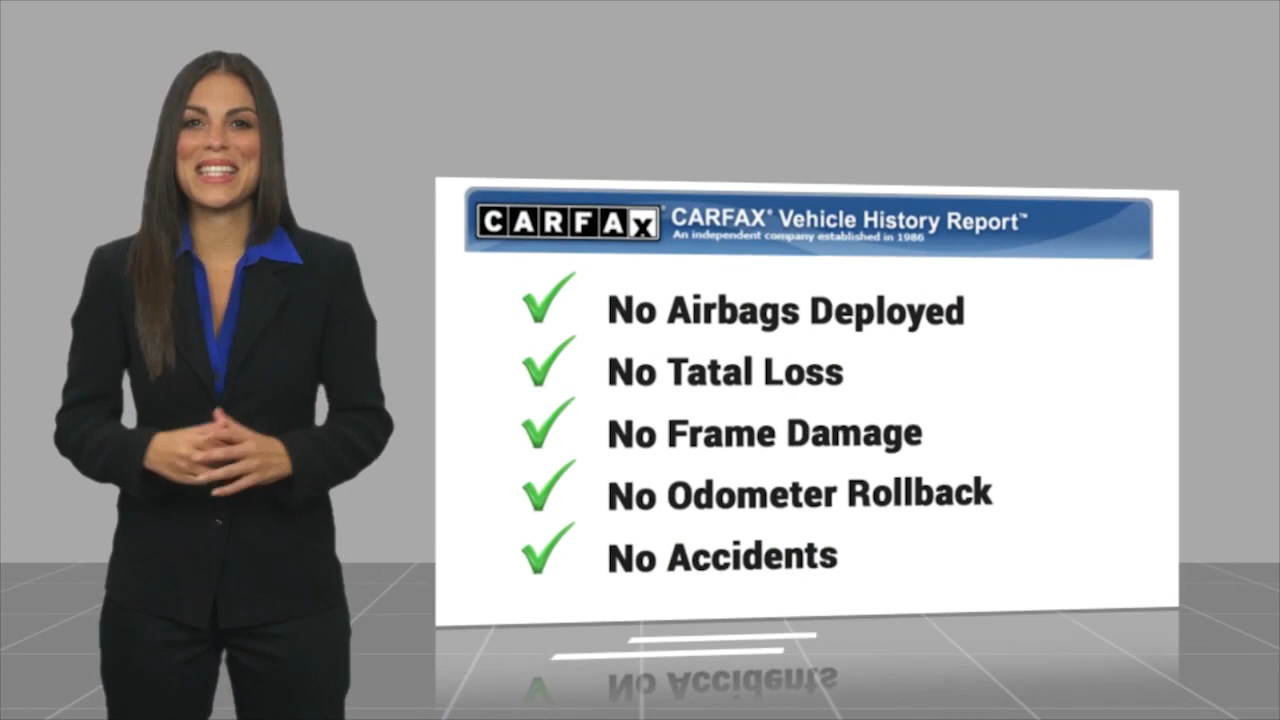 CARFAX® CARFAX® Vehicle History Report™
An independent company established in 1986
No Airbags Deployed
No Tatal Loss
No Frame Damage
No Odometer Rollback
No Accidents